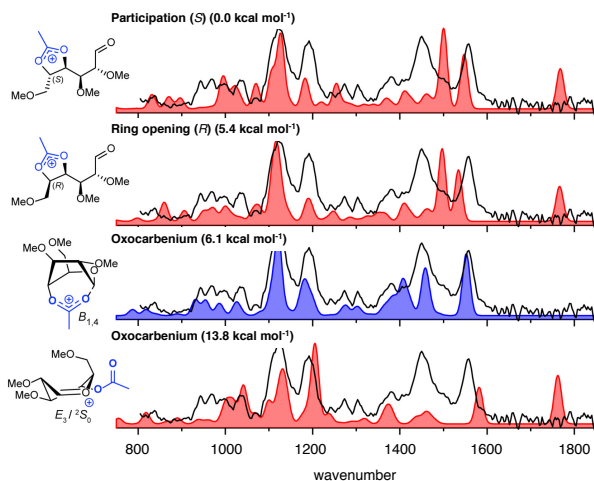 Participation (S) (0.0 kcal mol⁻¹)
O
O
O
(S)
OMe
MeO
OMe
Ring opening (R) (5.4 kcal mol⁻¹)
O
O
O
(R)
MeO
OMe
OMe
Oxocarbenium (6.1 kcal mol⁻¹)
OMe
MeO
OMe
O
O
B1,4
Oxocarbenium (13.8 kcal mol⁻¹)
MeO
O
MeO
MeO
O
O
E3 / ²S0
800 1000 1200 1400 1600 1800
wavenumber